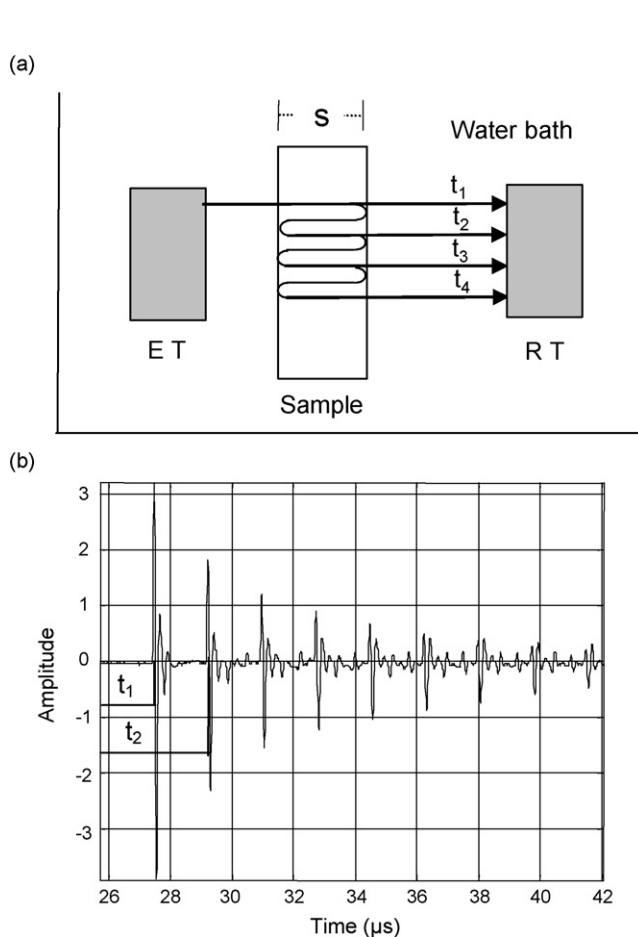 (a)
S
Water bath
t1
t2
t3
t4
E T
R T
Sample
(b)
3
2
1
0
-1
-2
-3
Amplitude
t1
t2
26 28 30 32 34 36 38 40 42
Time (µs)